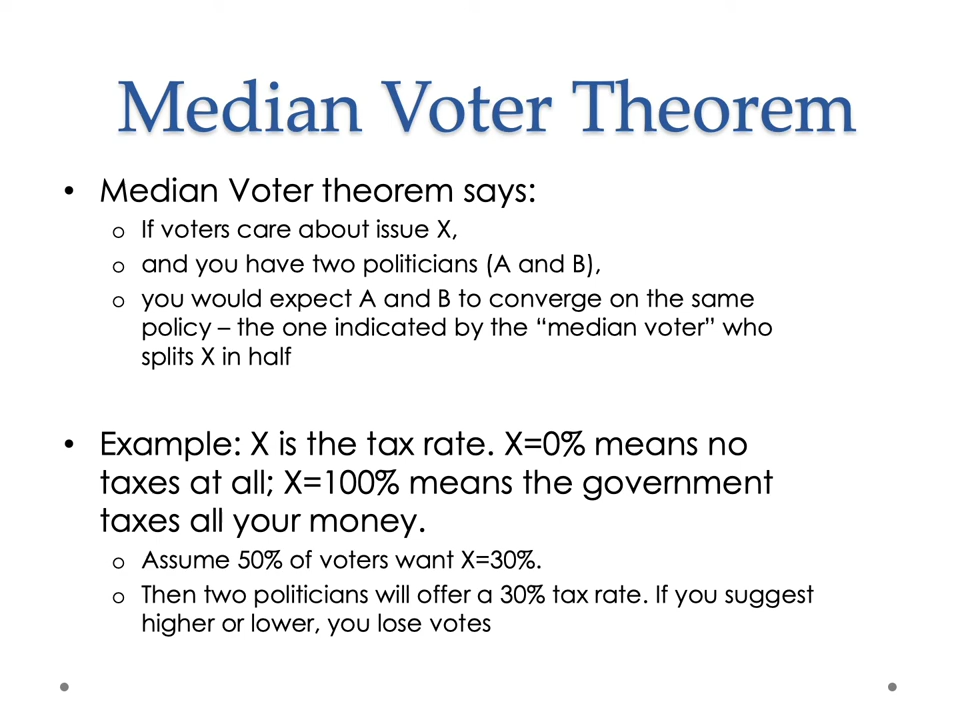 Median Voter Theorem
• Median Voter theorem says:
o If voters care about issue X,
o and you have two politicians (A and B),
o you would expect A and B to converge on the same
policy – the one indicated by the “median voter” who
splits X in half
• Example: X is the tax rate. X=0% means no
taxes at all; X=100% means the government
taxes all your money.
o Assume 50% of voters want X=30%.
o Then two politicians will offer a 30% tax rate. If you suggest
higher or lower, you lose votes